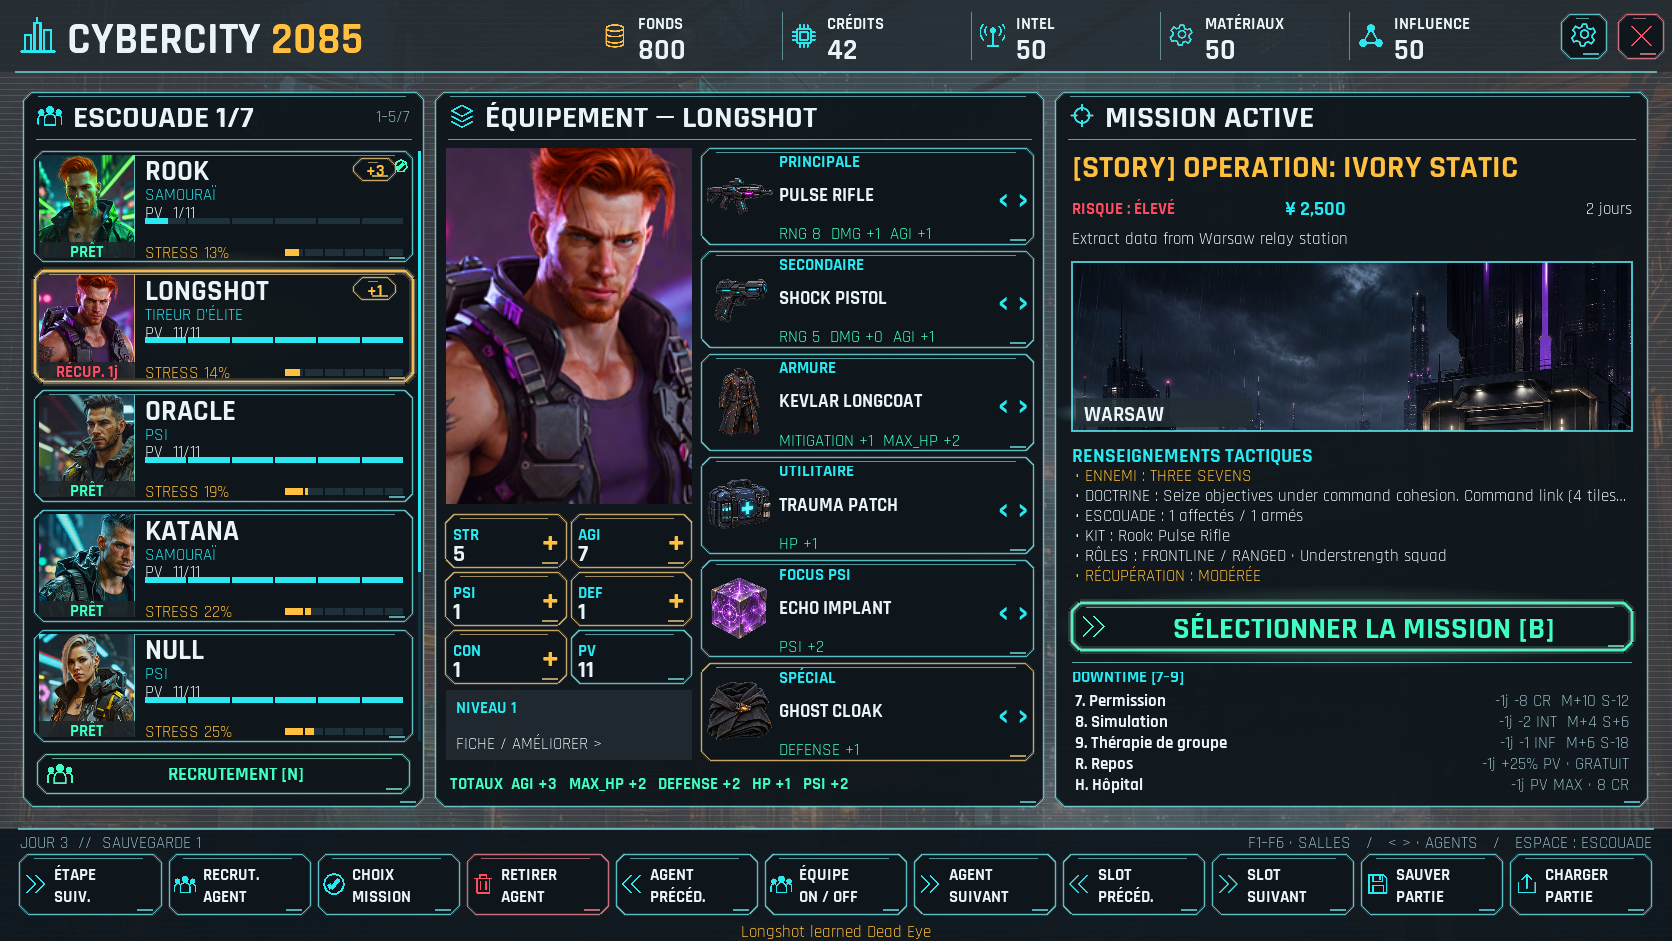 CYBERCITY 2085
FONDS
800
CRÉDITS
42
INTEL
50
MATÉRIAUX
50
INFLUENCE
50
ESCOUADE 1/7
1-5/7
ROOK
+3
SAMOURAÏ
PV 1/11
PRÊT
STRESS 13%
LONGSHOT
+1
TIREUR D'ÉLITE
PV 11/11
RÉCUP. 1j
STRESS 14%
ORACLE
PSI
PV 11/11
PRÊT
STRESS 19%
KATANA
SAMOURAÏ
PV 11/11
PRÊT
STRESS 22%
NULL
PSI
PV 11/11
PRÊT
STRESS 25%
RECRUTEMENT [N]
ÉQUIPEMENT — LONGSHOT
STR
5
+
AGI
7
+
PSI
1
+
DEF
1
+
CON
1
+
PV
11
NIVEAU 1
FICHE / AMÉLIORER >
PRINCIPALE
PULSE RIFLE
< >
RNG 8 DMG +1 AGI +1
SECONDAIRE
SHOCK PISTOL
< >
RNG 5 DMG +0 AGI +1
ARMURE
KEVLAR LONGCOAT
< >
MITIGATION +1 MAX_HP +2
UTILITAIRE
TRAUMA PATCH
< >
HP +1
FOCUS PSI
ECHO IMPLANT
< >
PSI +2
SPÉCIAL
GHOST CLOAK
< >
DEFENSE +1
TOTAUX AGI +3 MAX_HP +2 DEFENSE +2 HP +1 PSI +2
MISSION ACTIVE
[STORY] OPERATION: IVORY STATIC
RISQUE : ÉLEVÉ ¥ 2,500 2 jours
Extract data from Warsaw relay station
WARSAW
RENSEIGNEMENTS TACTIQUES
· ENNEMI : THREE SEVENS
· DOCTRINE : Seize objectives under command cohesion. Command link (4 tiles...
· ESCOUADE : 1 affectés / 1 armés
· KIT : Rook: Pulse Rifle
· RÔLES : FRONTLINE / RANGED · Understrength squad
· RÉCUPÉRATION : MODÉRÉE
SÉLECTIONNER LA MISSION [B]
DOWNTIME [7-9]
7. Permission -1j -8 CR M+10 S-12
8. Simulation -1j -2 INT M+4 S+6
9. Thérapie de groupe -1j -1 INF M+6 S-18
R. Repos -1j +25% PV · GRATUIT
H. Hôpital -1j PV MAX · 8 CR
JOUR 3 // SAUVEGARDE 1
F1-F6 · SALLES / < > · AGENTS / ESPACE : ESCOUADE
ÉTAPE
SUIV.
RECRUT.
AGENT
CHOIX
MISSION
RETIRER
AGENT
AGENT
PRÉCÉD.
ÉQUIPE
ON / OFF
AGENT
SUIVANT
SLOT
PRÉCÉD.
SLOT
SUIVANT
SAUVER
PARTIE
CHARGER
PARTIE
Longshot learned Dead Eye